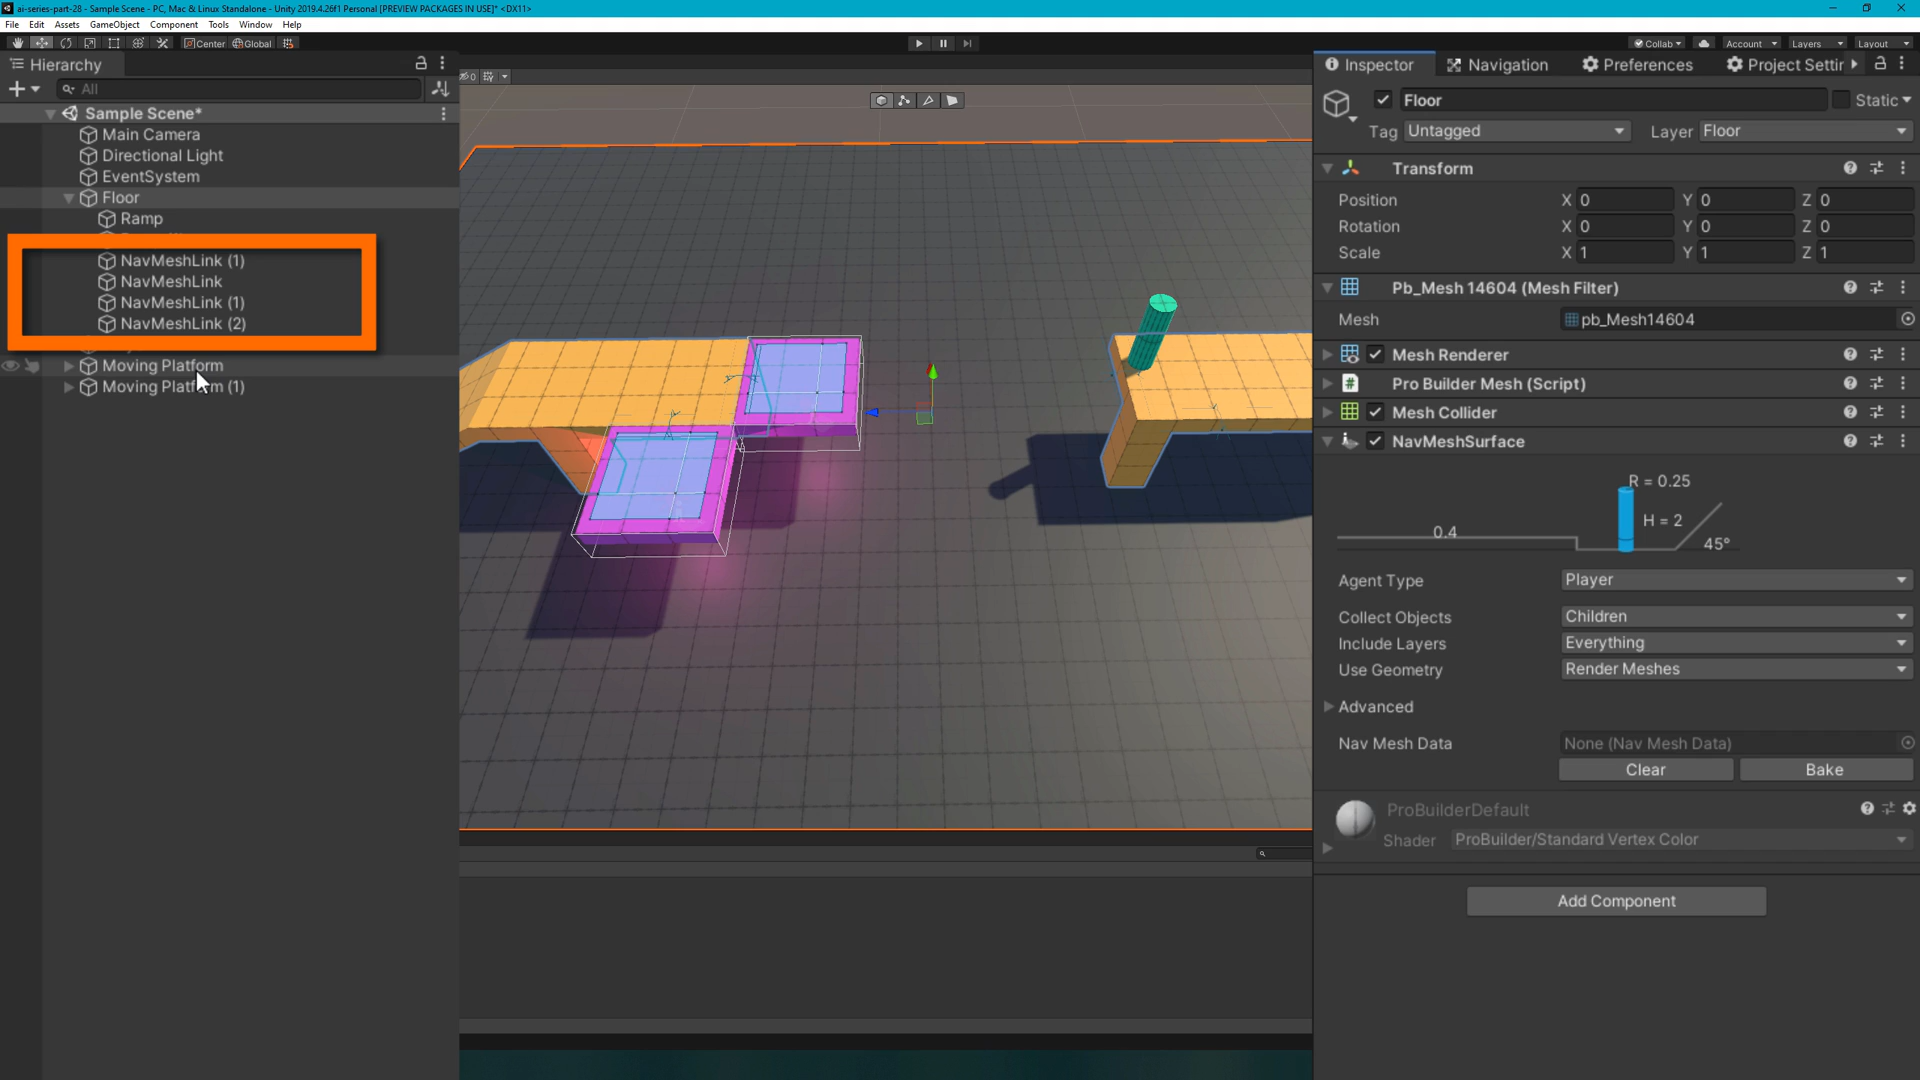 ai-series-part-28 - Sample Scene - PC, Mac & Linux Standalone - Unity 2019.4.26f1 Personal [PREVIEW PACKAGES IN USE]* <DX11>
File Edit Assets GameObject Component Tools Window Help
Center Global Collab Account Layers Layout
Hierarchy
All
Sample Scene*
Main Camera
Directional Light
EventSystem
Floor
Ramp
NavMeshLink (1)
NavMeshLink
NavMeshLink (1)
NavMeshLink (2)
Moving Platform
Moving Platform (1)
0
Inspector Navigation Preferences Project Settir
Floor Static
Tag Untagged Layer Floor
Transform
Position X 0 Y 0 Z 0
Rotation X 0 Y 0 Z 0
Scale X 1 Y 1 Z 1
Pb_Mesh 14604 (Mesh Filter)
Mesh pb_Mesh14604
Mesh Renderer
Pro Builder Mesh (Script)
Mesh Collider
NavMeshSurface
R = 0.25
H = 2
0.4
45°
Agent Type Player
Collect Objects Children
Include Layers Everything
Use Geometry Render Meshes
Advanced
Nav Mesh Data None (Nav Mesh Data)
Clear Bake
ProBuilderDefault
Shader ProBuilder/Standard Vertex Color
Add Component